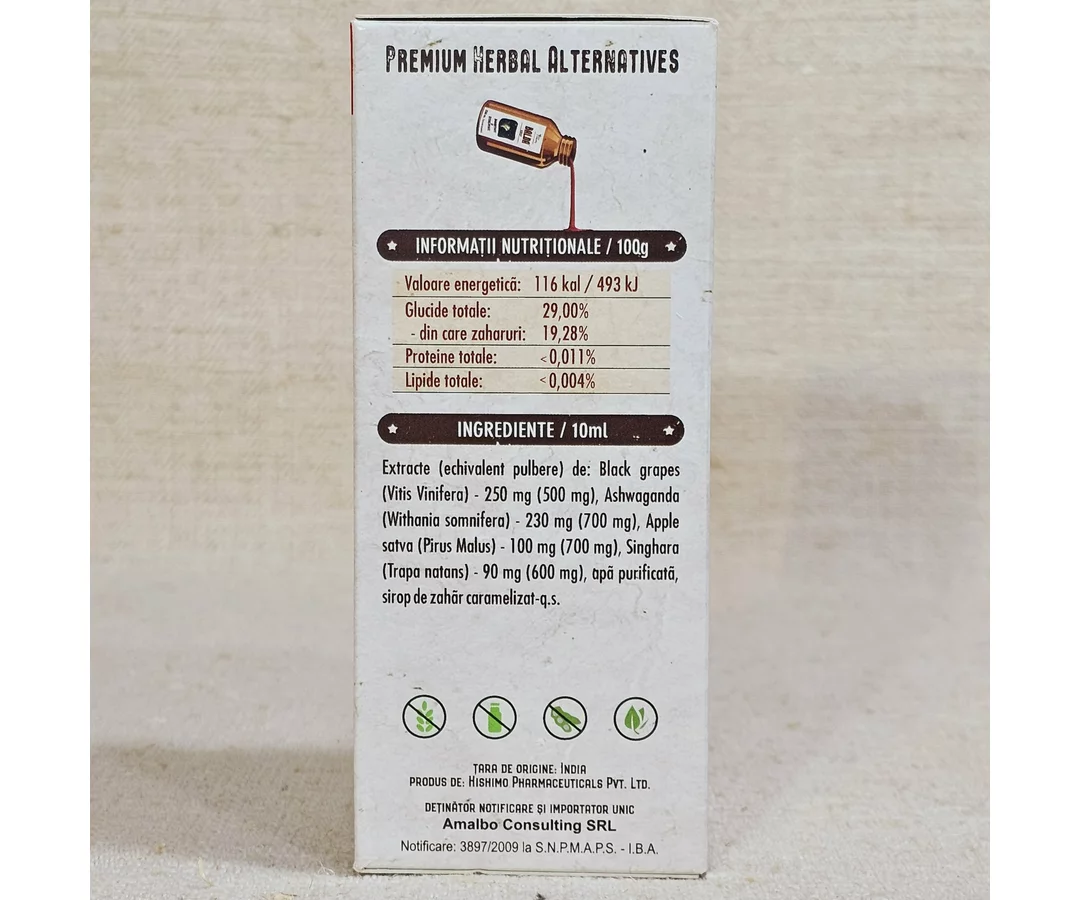 PREMIUM HERBAL ALTERNATIVES
INFORMAȚII NUTRIȚIONALE / 100g
Valoare energetică: 116 kal / 493 kJ
Glucide totale: 29,00%
- din care zaharuri: 19,28%
Proteine totale: <0,011%
Lipide totale: <0,004%
INGREDIENTE / 10ml
Extracte (echivalent pulbere) de: Black grapes
(Vitis Vinifera) - 250 mg (500 mg), Ashwaganda
(Withania somnifera) - 230 mg (700 mg), Apple
satva (Pirus Malus) - 100 mg (700 mg), Singhara
(Trapa natans) - 90 mg (600 mg), apă purificată,
sirop de zahăr caramelizat-q.s.
ȚARA DE ORIGINE: INDIA
PRODUS DE: HISHIMO PHARMACEUTICALS PVT. LTD.
DEȚINĂTOR NOTIFICARE ȘI IMPORTATOR UNIC
Amalbo Consulting SRL
Notificare: 3897/2009 la S.N.P.M.A.P.S. - I.B.A.